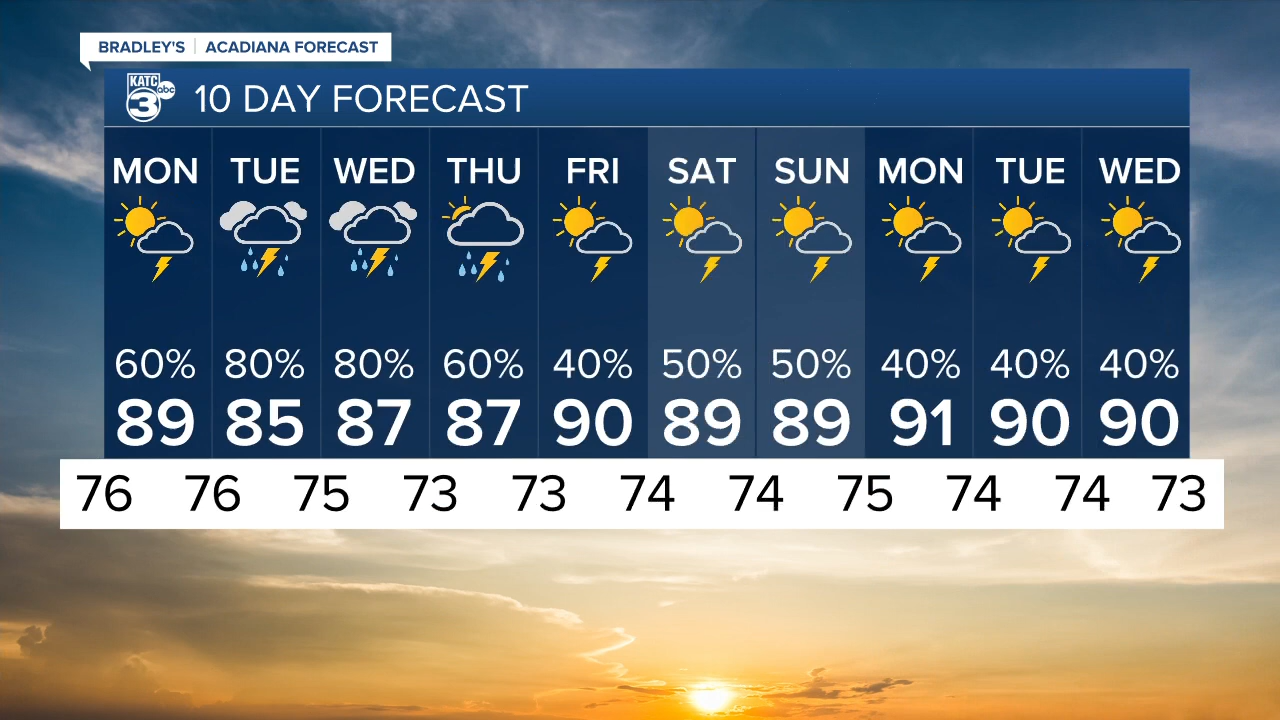 BRADLEY'S | ACADIANA FORECAST
KATC
abc
3
10 DAY FORECAST
MON TUE WED THU FRI SAT SUN MON TUE WED
60% 80% 80% 60% 40% 50% 50% 40% 40% 40%
89 85 87 87 90 89 89 91 90 90
76 76 75 73 73 74 74 75 74 74 73